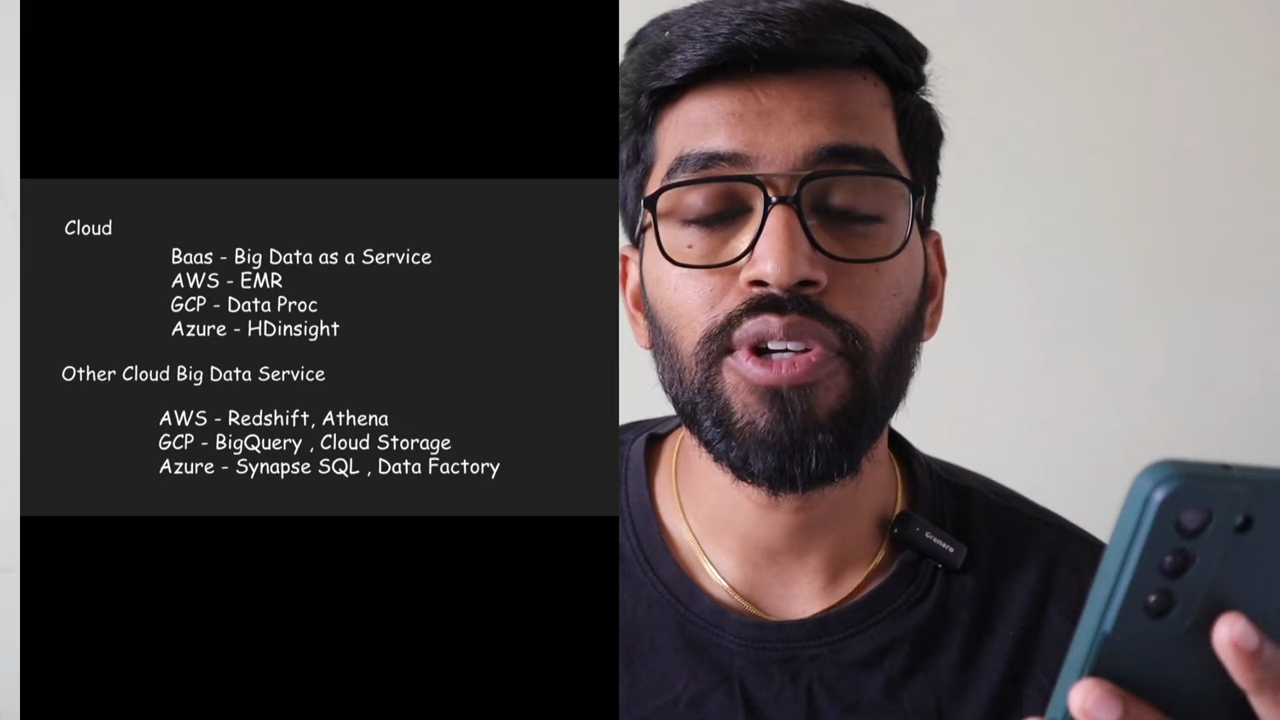 Cloud
Baas - Big Data as a Service
AWS - EMR
GCP - Data Proc
Azure - HDinsight
Other Cloud Big Data Service
AWS - Redshift, Athena
GCP - BigQuery , Cloud Storage
Azure - Synapse SQL , Data Factory
Grenaro